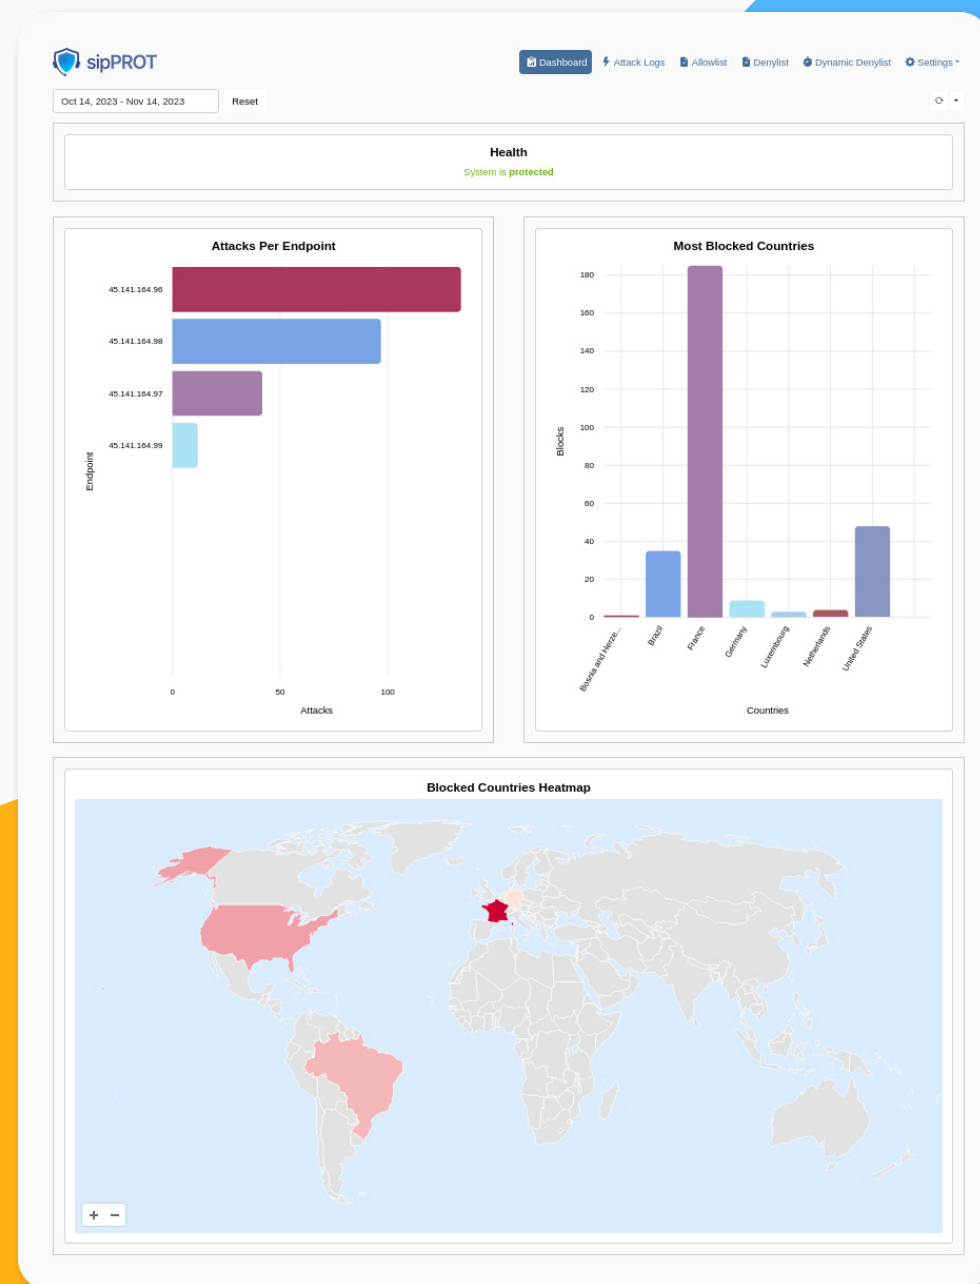 sipPROT
Dashboard Attack Logs Allowlist Denylist Dynamic Denylist Settings
Oct 14, 2023 - Nov 14, 2023 Reset
Health
System is protected
Attacks Per Endpoint
45.141.164.96
45.141.164.98
45.141.164.97
45.141.164.99
Endpoint
0 50 100
Attacks
Most Blocked Countries
180
160
140
120
100
80
60
40
20
0
Blocks
Bosnia and Herze...
Brazil
France
Germany
Luxembourg
Netherlands
United States
Countries
Blocked Countries Heatmap
+ −